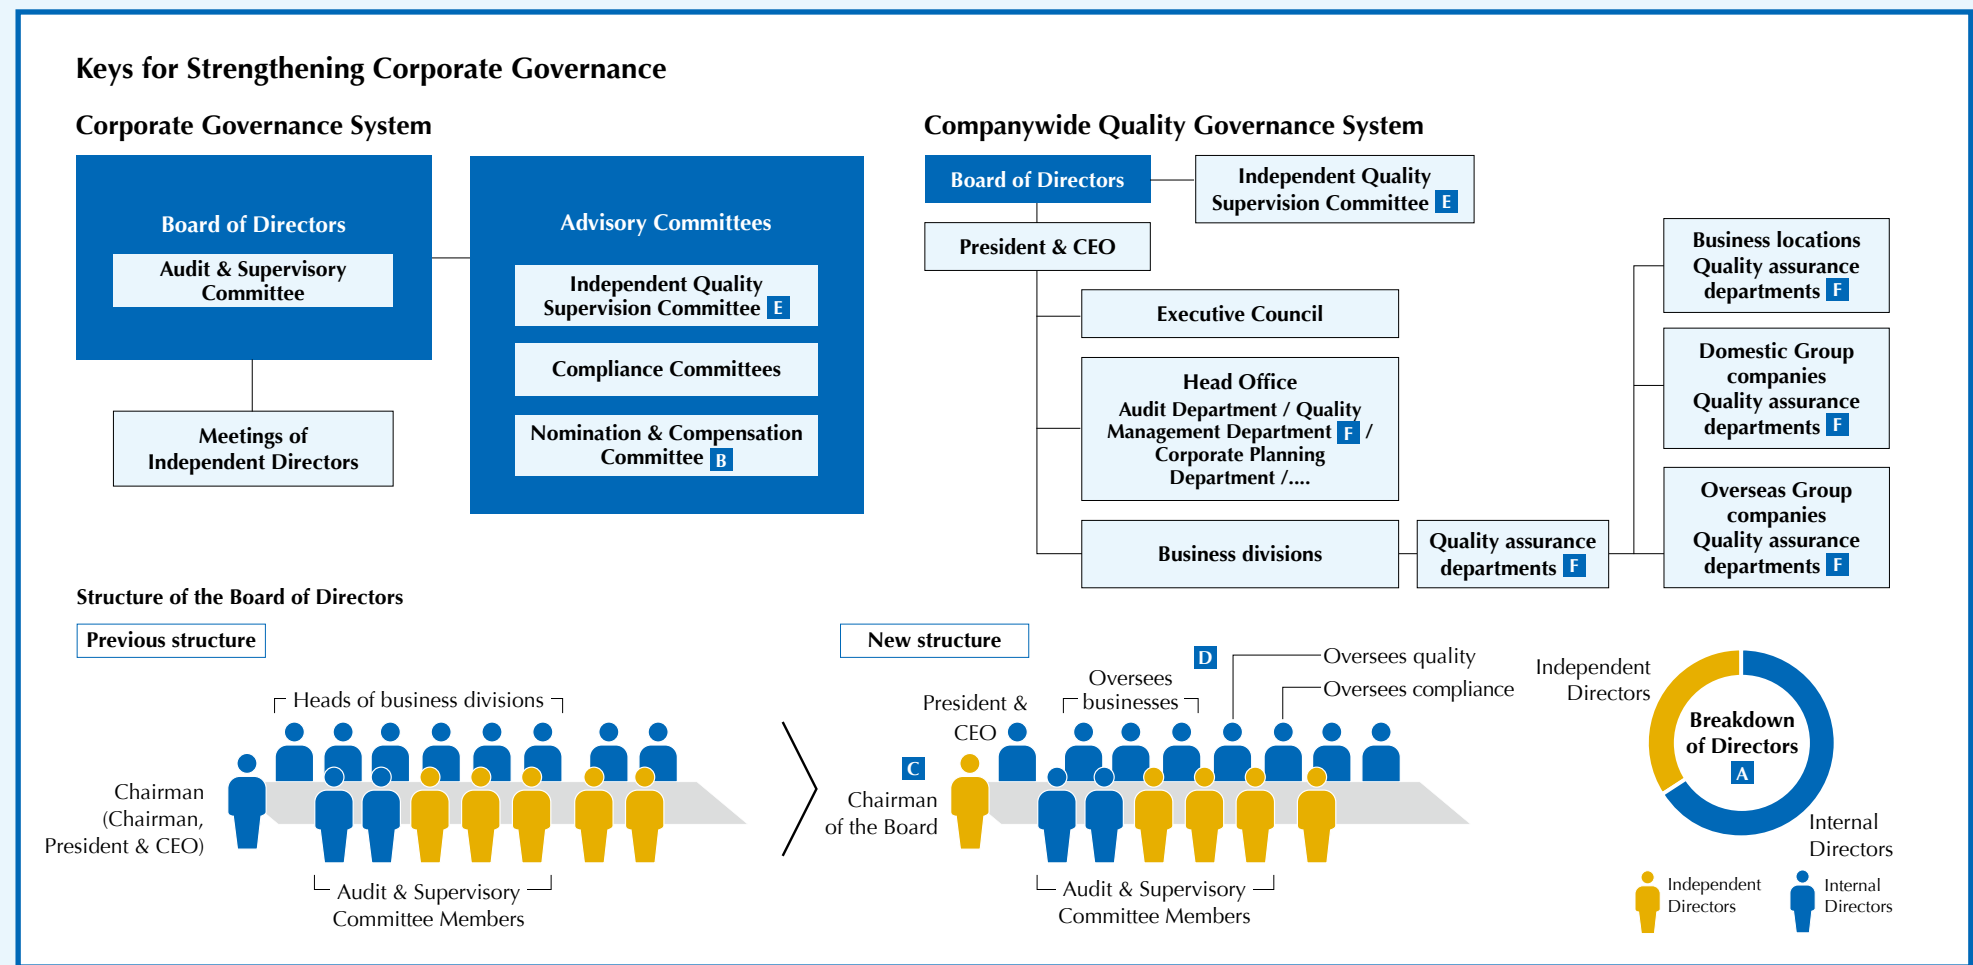 Keys for Strengthening Corporate Governance
Corporate Governance System
Board of Directors
Audit & Supervisory
Committee
Meetings of
Independent Directors
Advisory Committees
Independent Quality
Supervision Committee E
Compliance Committees
Nomination & Compensation
Committee B
Companywide Quality Governance System
Board of Directors
Independent Quality
Supervision Committee E
President & CEO
Executive Council
Head Office
Audit Department / Quality
Management Department F /
Corporate Planning
Department /....
Business divisions
Quality assurance
departments F
Business locations
Quality assurance
departments F
Domestic Group
companies
Quality assurance
departments F
Overseas Group
companies
Quality assurance
departments F
Structure of the Board of Directors
Previous structure
Heads of business divisions
Chairman
(Chairman,
President & CEO)
Audit & Supervisory
Committee Members
New structure
President &
CEO
C
Chairman
of the Board
Oversees
businesses
D
Oversees quality
Oversees compliance
Audit & Supervisory
Committee Members
Independent
Directors
Breakdown
of Directors
A
Internal
Directors
Independent
Directors
Internal
Directors